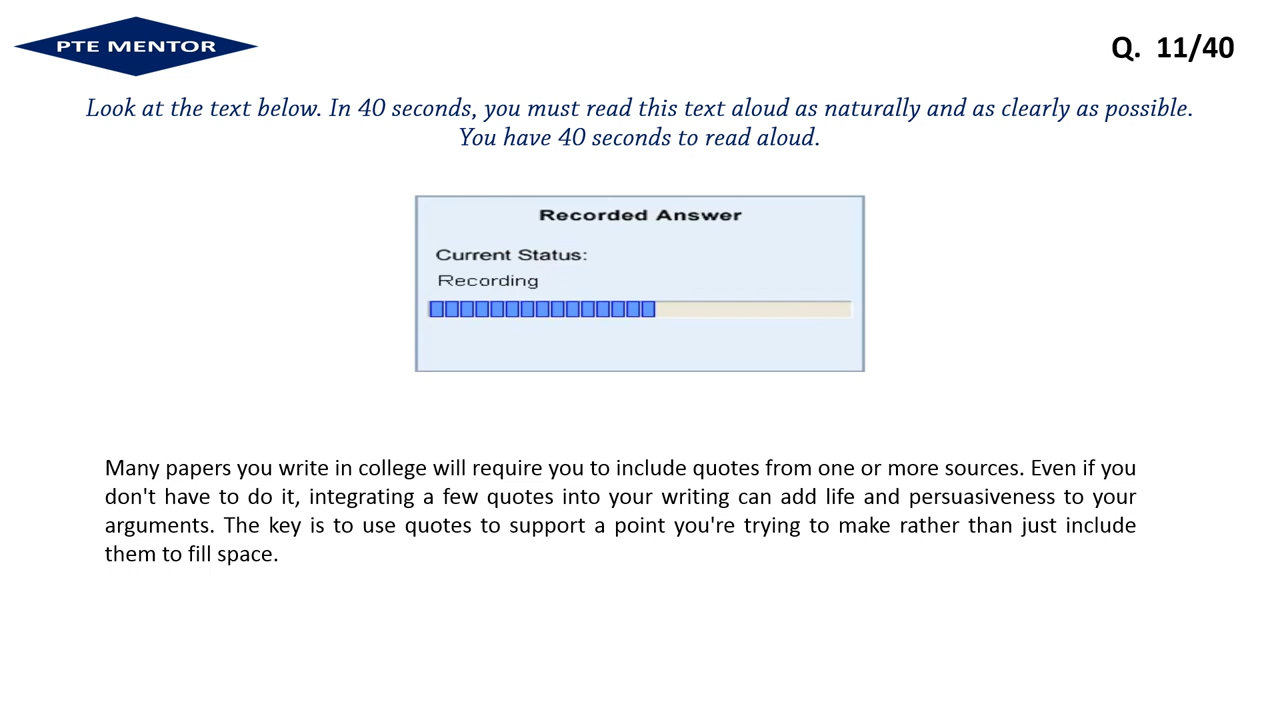 PTE MENTOR
Q. 11/40
Look at the text below. In 40 seconds, you must read this text aloud as naturally and as clearly as possible.
You have 40 seconds to read aloud.
Recorded Answer
Current Status:
Recording
Many papers you write in college will require you to include quotes from one or more sources. Even if you
don't have to do it, integrating a few quotes into your writing can add life and persuasiveness to your
arguments. The key is to use quotes to support a point you're trying to make rather than just include
them to fill space.